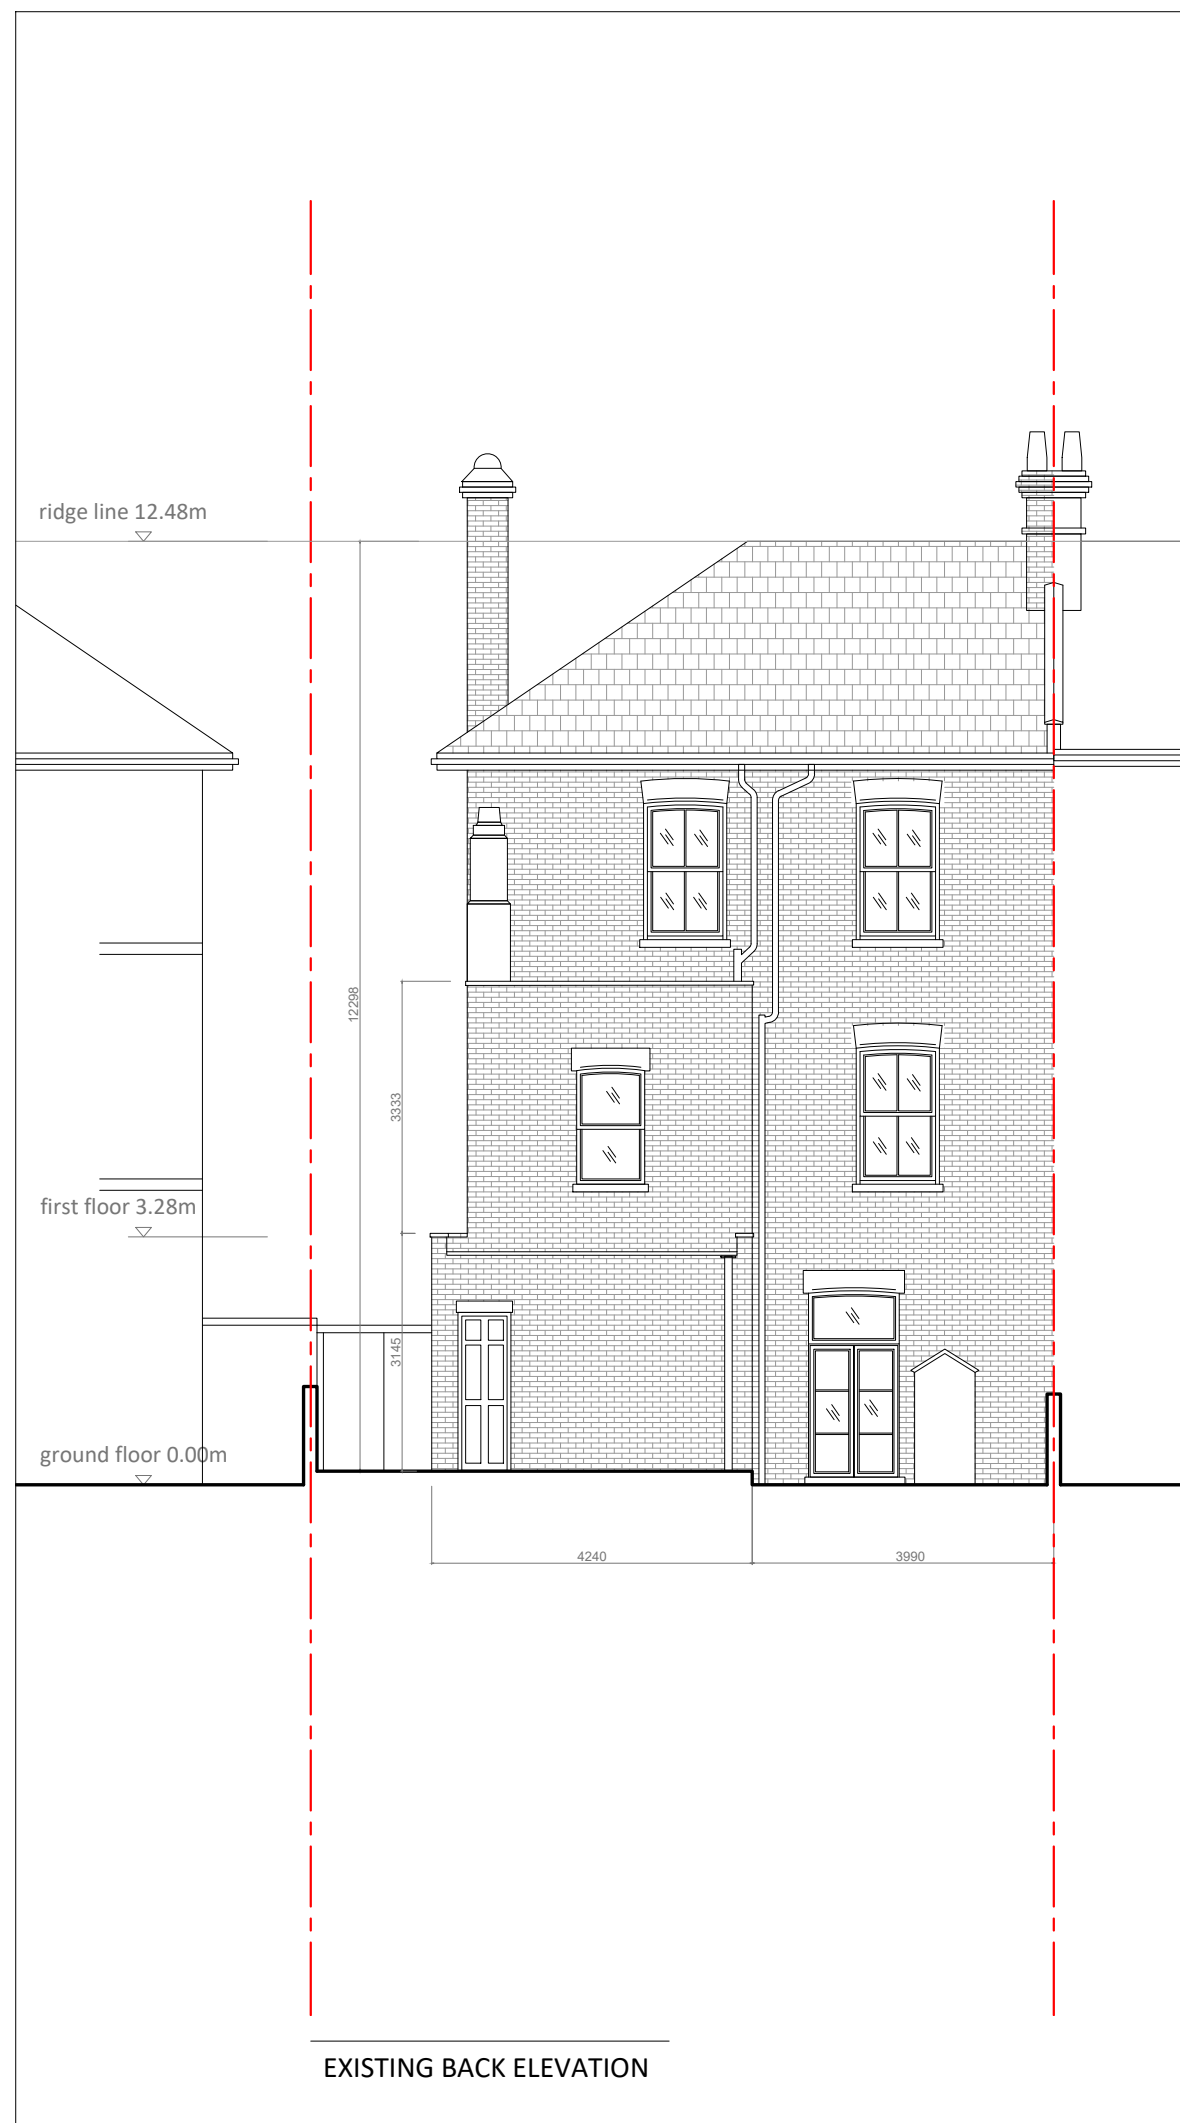 ridge line 12.48m
12298
3333
first floor 3.28m
3145
ground floor 0.00m
4240
3990
EXISTING BACK ELEVATION